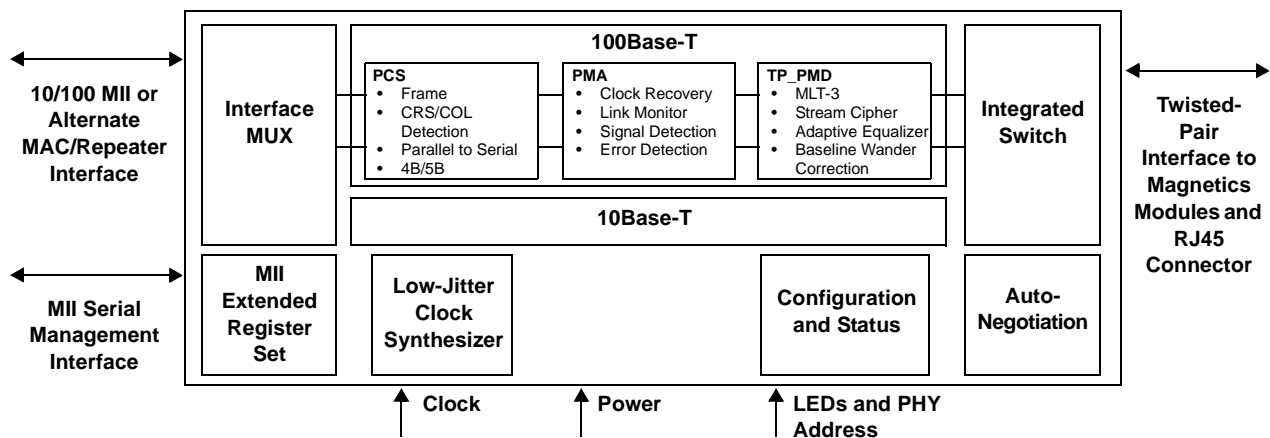 10/100 MII or
Alternate
MAC/Repeater
Interface
MII Serial
Management
Interface
Interface
MUX
100Base-T
PCS
• Frame
• CRS/COL
Detection
• Parallel to Serial
• 4B/5B
PMA
• Clock Recovery
• Link Monitor
• Signal Detection
• Error Detection
TP_PMD
• MLT-3
• Stream Cipher
• Adaptive Equalizer
• Baseline Wander
Correction
10Base-T
Integrated
Switch
Twisted-
Pair
Interface to
Magnetics
Modules and
RJ45
Connector
MII
Extended
Register
Set
Low-Jitter
Clock
Synthesizer
Configuration
and Status
Auto-
Negotiation
Clock
Power
LEDs and PHY
Address